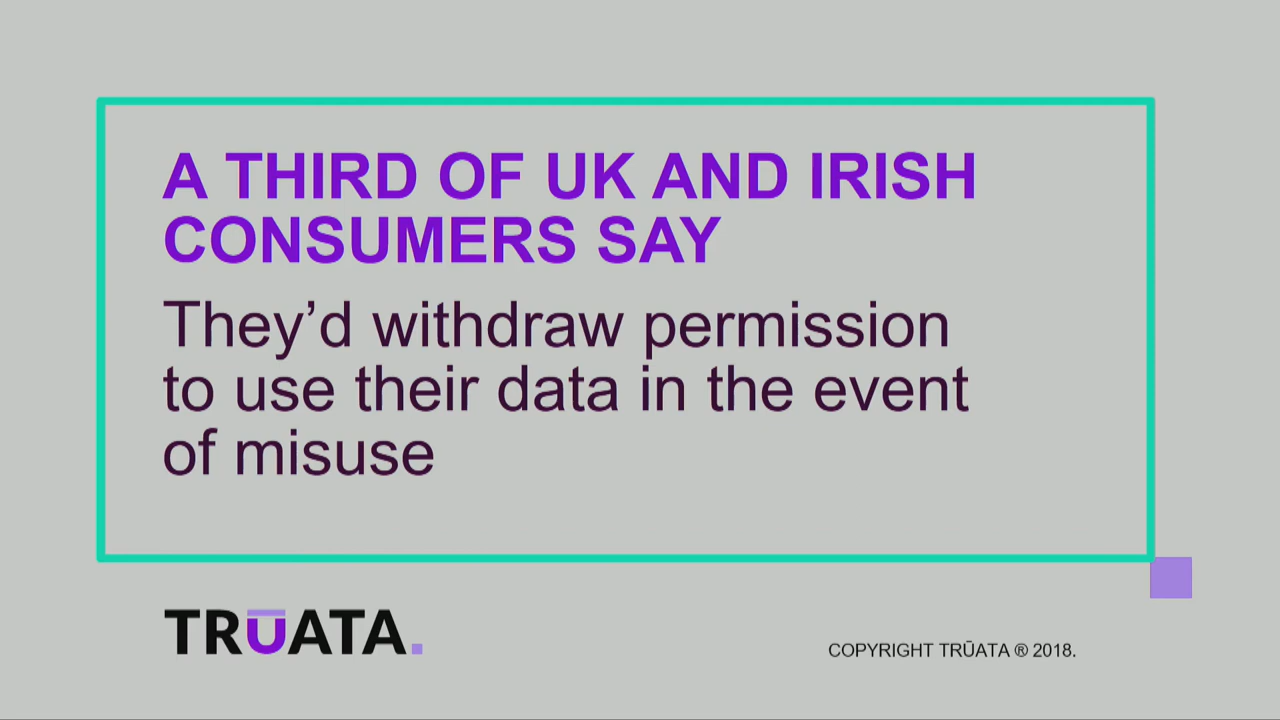 A THIRD OF UK AND IRISH
CONSUMERS SAY
They’d withdraw permission
to use their data in the event
of misuse
TRŪATA.
COPYRIGHT TRŪATA ® 2018.